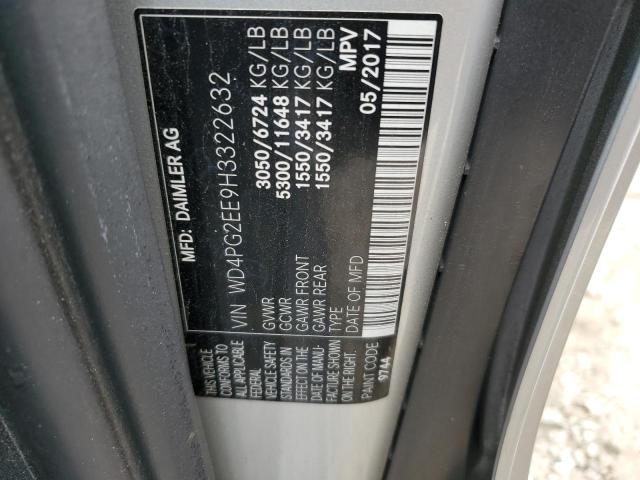 MFD: DAIMLER AG
VIN WD4PG2EE9H3322632
GVWR 3050/6724 KG/LB
GCWR 5300/11648 KG/LB
GAWR FRONT 1550/3417 KG/LB
GAWR REAR 1550/3417 KG/LB
TYPE MPV
DATE OF MAN 05/2017
THIS VEHICLE
CONFORMS TO
ALL APPLICABLE
FEDERAL
VEHICLE SAFETY
STANDARDS IN
EFFECT ON THE
DATE OF MANU-
FACTURE SHOWN
ON THE RIGHT.
PAINT CODE
9744